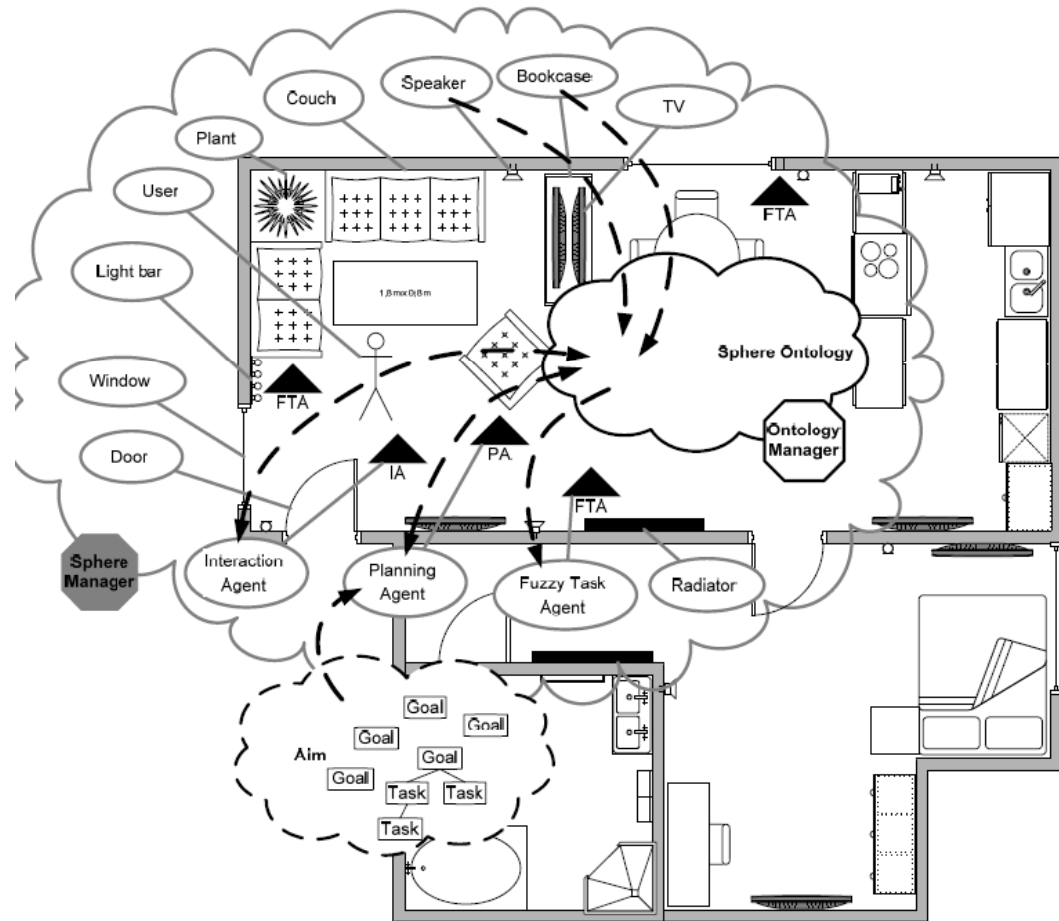 Bookcase
Speaker
TV
Couch
Plant
User
FTA
Light bar
1,8mx0,8m
Sphere Ontology
Window
FTA
Ontology
Manager
Door
IA
PA
FTA
Sphere
Manager
Interaction
Agent
Planning
Agent
Fuzzy Task
Agent
Radiator
Goal
Goal
Goal
Aim
Goal
Goal
Task
Task
Task